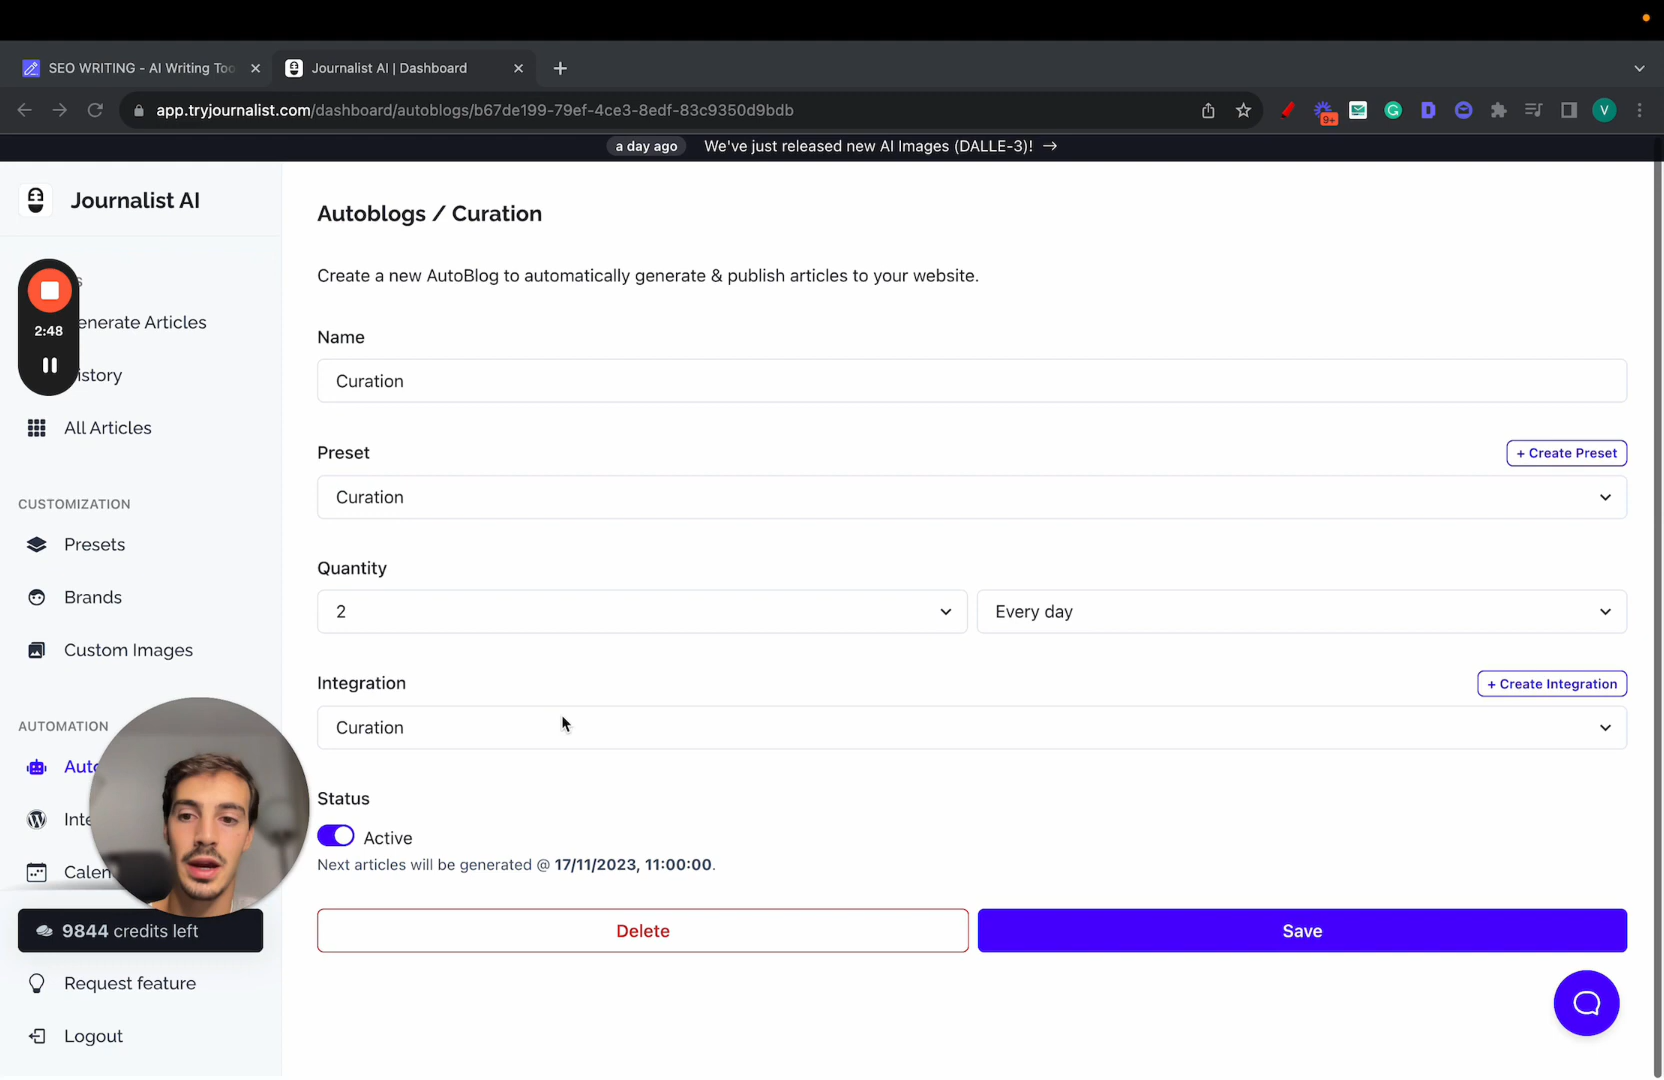 SEO WRITING - AI Writing Too
Journalist AI | Dashboard
app.tryjournalist.com/dashboard/autoblogs/b67de199-79ef-4ce3-8edf-83c9350d9bdb
9+
V
a day ago We've just released new AI Images (DALLE-3)! →
Journalist AI
2:48
enerate Articles
istory
All Articles
CUSTOMIZATION
Presets
Brands
Custom Images
AUTOMATION
Auto
Inte
Calen
9844 credits left
Request feature
Logout
Autoblogs / Curation
Create a new AutoBlog to automatically generate & publish articles to your website.
Name
Curation
Preset
+ Create Preset
Curation
Quantity
2
Every day
Integration
+ Create Integration
Curation
Status
Active
Next articles will be generated @ 17/11/2023, 11:00:00.
Delete
Save